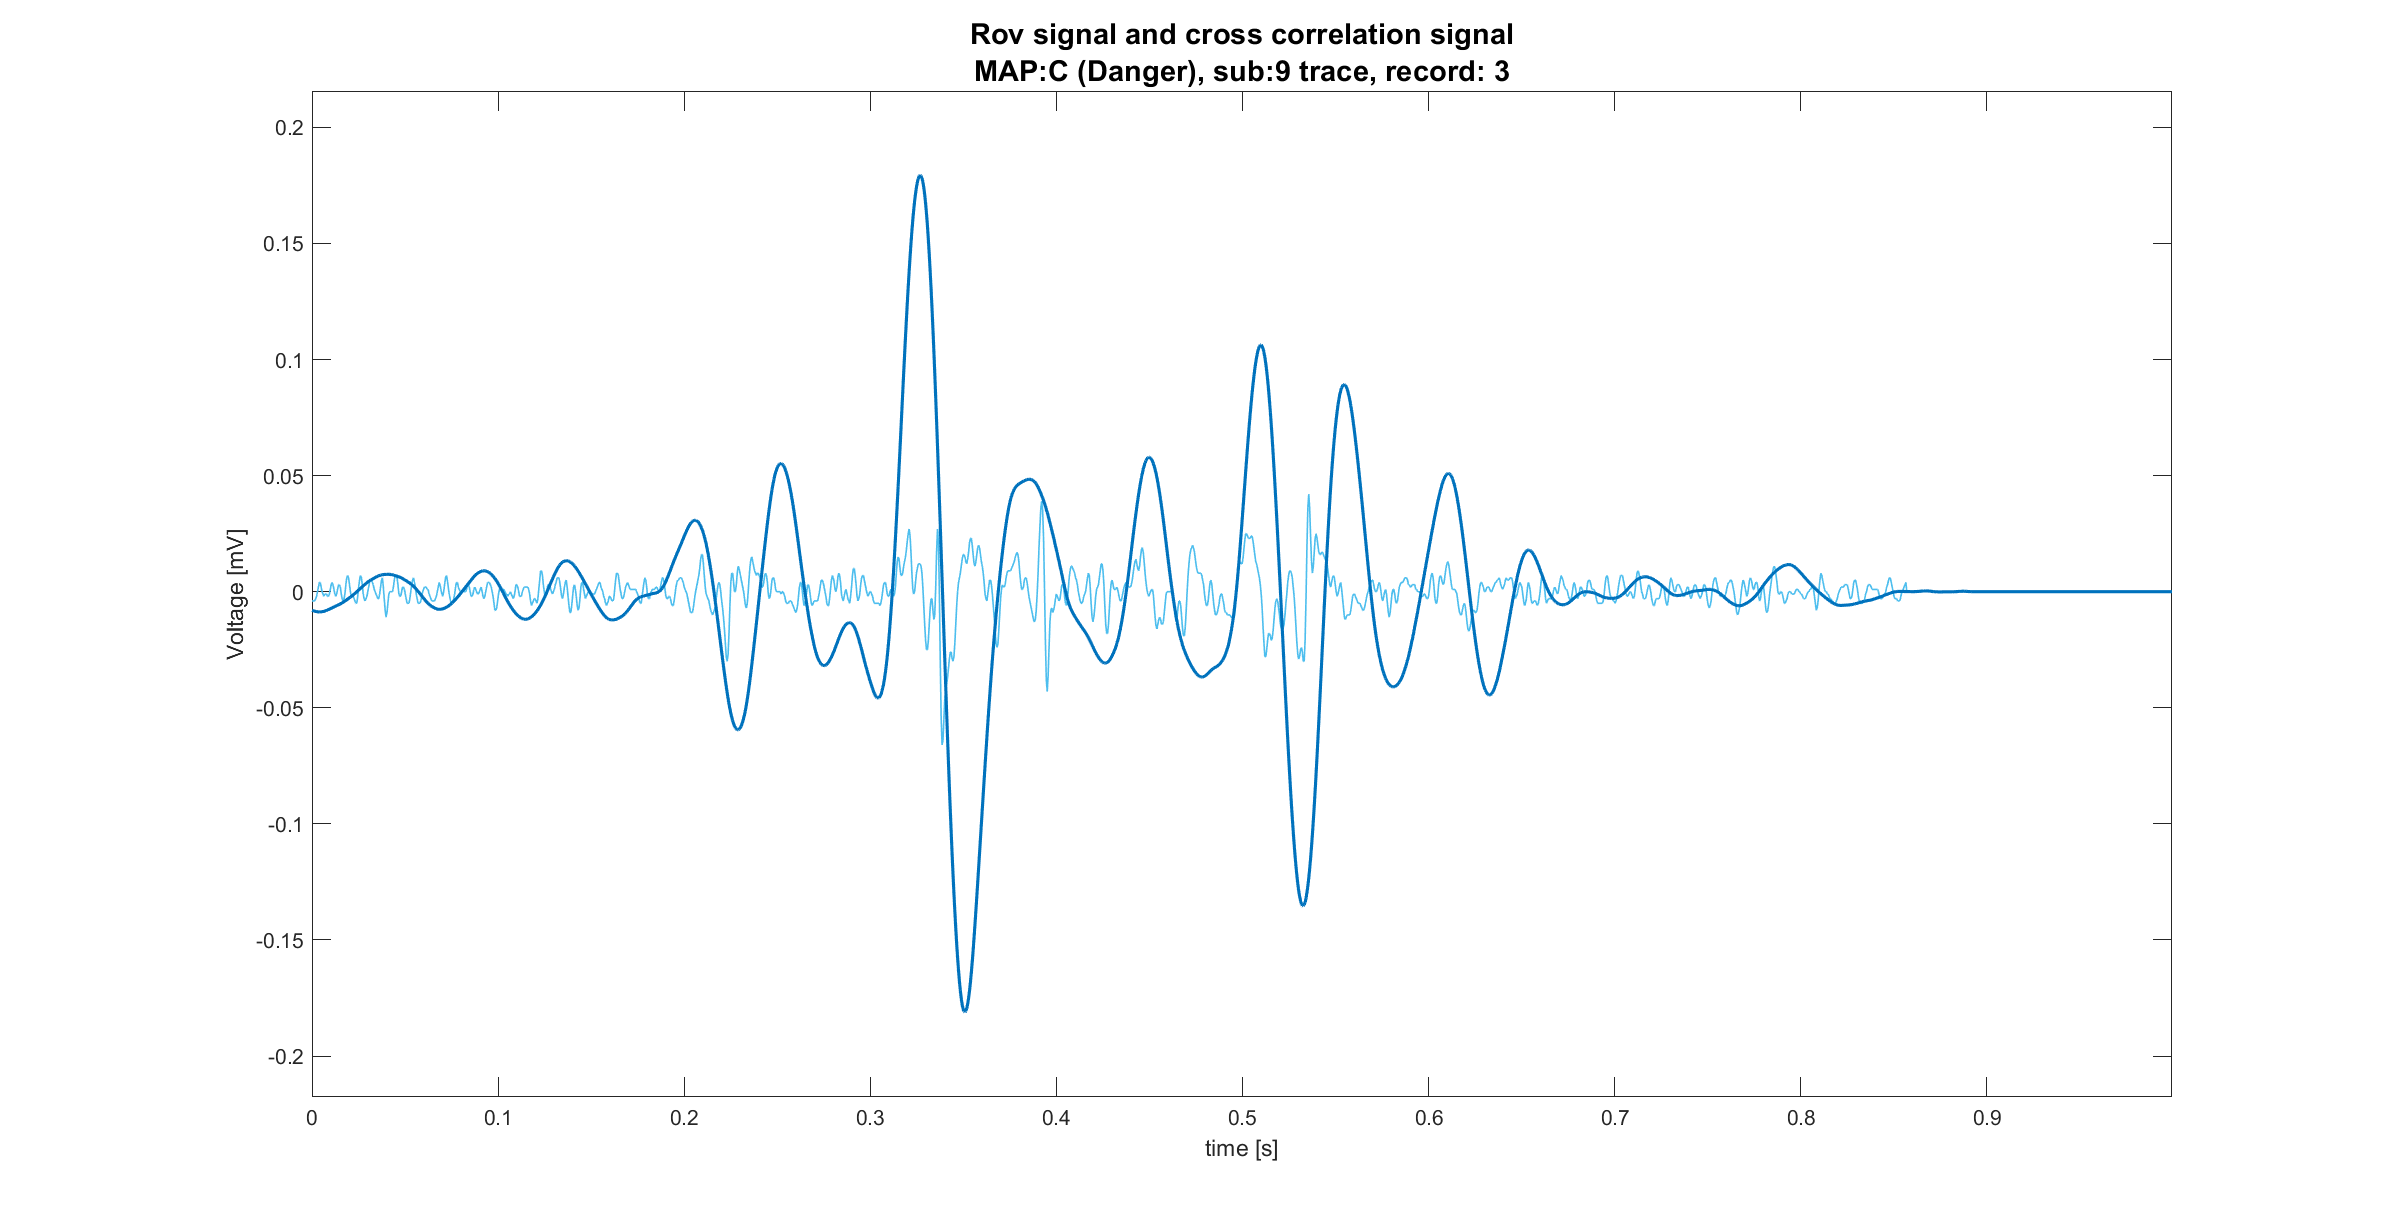 Rov signal and cross correlation signal
MAP:C (Danger), sub:9 trace, record: 3
0.2
0.15
0.1
0.05
0
-0.05
-0.1
-0.15
-0.2
Voltage [mV]
0 0.1 0.2 0.3 0.4 0.5 0.6 0.7 0.8 0.9
time [s]